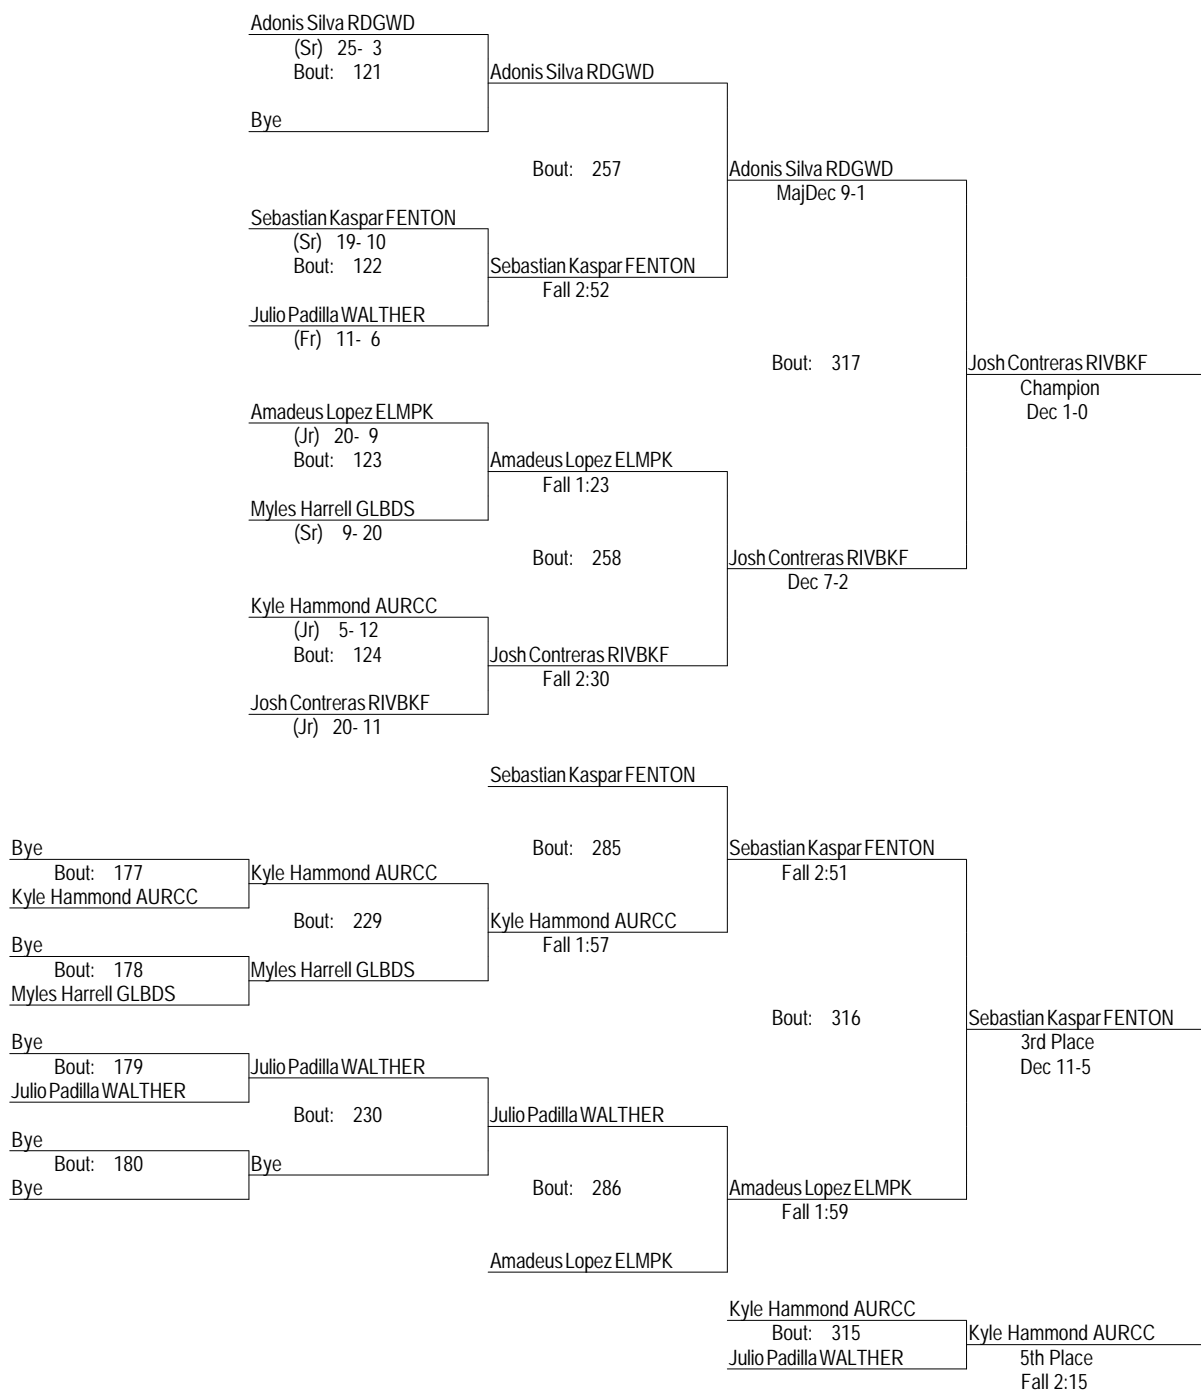 Adonis Silva RDGWD
(Sr) 25- 3
Bout: 121
Adonis Silva RDGWD
Bye
Bout: 257
Adonis Silva RDGWD
MajDec 9-1
Sebastian Kaspar FENTON
(Sr) 19- 10
Bout: 122
Sebastian Kaspar FENTON
Fall 2:52
Julio Padilla WALTHER
(Fr) 11- 6
Bout: 317
Josh Contreras RIVBKF
Champion
Dec 1-0
Amadeus Lopez ELMPK
(Jr) 20- 9
Bout: 123
Amadeus Lopez ELMPK
Fall 1:23
Myles Harrell GLBDS
(Sr) 9- 20
Bout: 258
Josh Contreras RIVBKF
Dec 7-2
Kyle Hammond AURCC
(Jr) 5- 12
Bout: 124
Josh Contreras RIVBKF
Fall 2:30
Josh Contreras RIVBKF
(Jr) 20- 11
Sebastian Kaspar FENTON
Bye
Bout: 177
Kyle Hammond AURCC
Kyle Hammond AURCC
Bout: 285
Sebastian Kaspar FENTON
Fall 2:51
Bout: 229
Kyle Hammond AURCC
Fall 1:57
Bye
Bout: 178
Myles Harrell GLBDS
Myles Harrell GLBDS
Bout: 316
Sebastian Kaspar FENTON
3rd Place
Dec 11-5
Bye
Bout: 179
Julio Padilla WALTHER
Julio Padilla WALTHER
Bout: 230
Julio Padilla WALTHER
Bye
Bout: 180
Bye
Bye
Bout: 286
Amadeus Lopez ELMPK
Fall 1:59
Amadeus Lopez ELMPK
Kyle Hammond AURCC
Bout: 315
Julio Padilla WALTHER
Kyle Hammond AURCC
5th Place
Fall 2:15